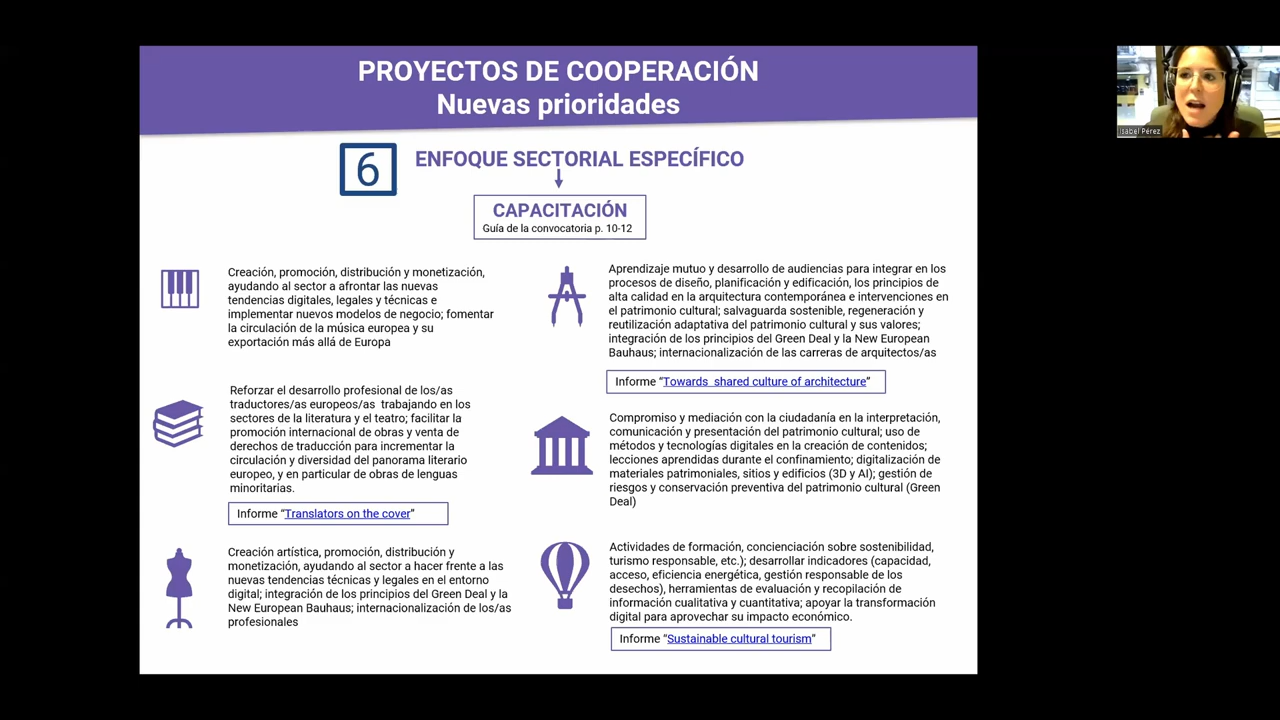 PROYECTOS DE COOPERACIÓN
Nuevas prioridades
6
ENFOQUE SECTORIAL ESPECÍFICO
CAPACITACIÓN
Guía de la convocatoria p. 10-12
Creación, promoción, distribución y monetización,
ayudando al sector a afrontar las nuevas
tendencias digitales, legales y técnicas e
implementar nuevos modelos de negocio; fomentar
la circulación de la música europea y su
exportación más allá de Europa
Reforzar el desarrollo profesional de los/as
traductores/as europeos/as trabajando en los
sectores de la literatura y el teatro; facilitar la
promoción internacional de obras y venta de
derechos de traducción para incrementar la
circulación y diversidad del panorama literario
europeo, y en particular de obras de lenguas
minoritarias.
Informe “Translators on the cover”
Creación artística, promoción, distribución y
monetización, ayudando al sector a hacer frente a las
nuevas tendencias técnicas y legales en el entorno
digital; integración de los principios del Green Deal y la
New European Bauhaus; internacionalización de los/as
profesionales
Aprendizaje mutuo y desarrollo de audiencias para integrar en los
procesos de diseño, planificación y edificación, los principios de
alta calidad en la arquitectura contemporánea e intervenciones en
el patrimonio cultural; salvaguarda sostenible, regeneración y
reutilización adaptativa del patrimonio cultural y sus valores;
integración de los principios del Green Deal y la New European
Bauhaus; internacionalización de las carreras de arquitectos/as
Informe “Towards shared culture of architecture”
Compromiso y mediación con la ciudadanía en la interpretación,
comunicación y presentación del patrimonio cultural; uso de
métodos y tecnologías digitales en la creación de contenidos;
lecciones aprendidas durante el confinamiento; digitalización de
materiales patrimoniales, sitios y edificios (3D y AI); gestión de
riesgos y conservación preventiva del patrimonio cultural (Green
Deal)
Actividades de formación, concienciación sobre sostenibilidad,
turismo responsable, etc.); desarrollar indicadores (capacidad,
acceso, eficiencia energética, gestión responsable de los
desechos), herramientas de evaluación y recopilación de
información cualitativa y cuantitativa; apoyar la transformación
digital para aprovechar su impacto económico.
Informe “Sustainable cultural tourism”
Isabel Pérez